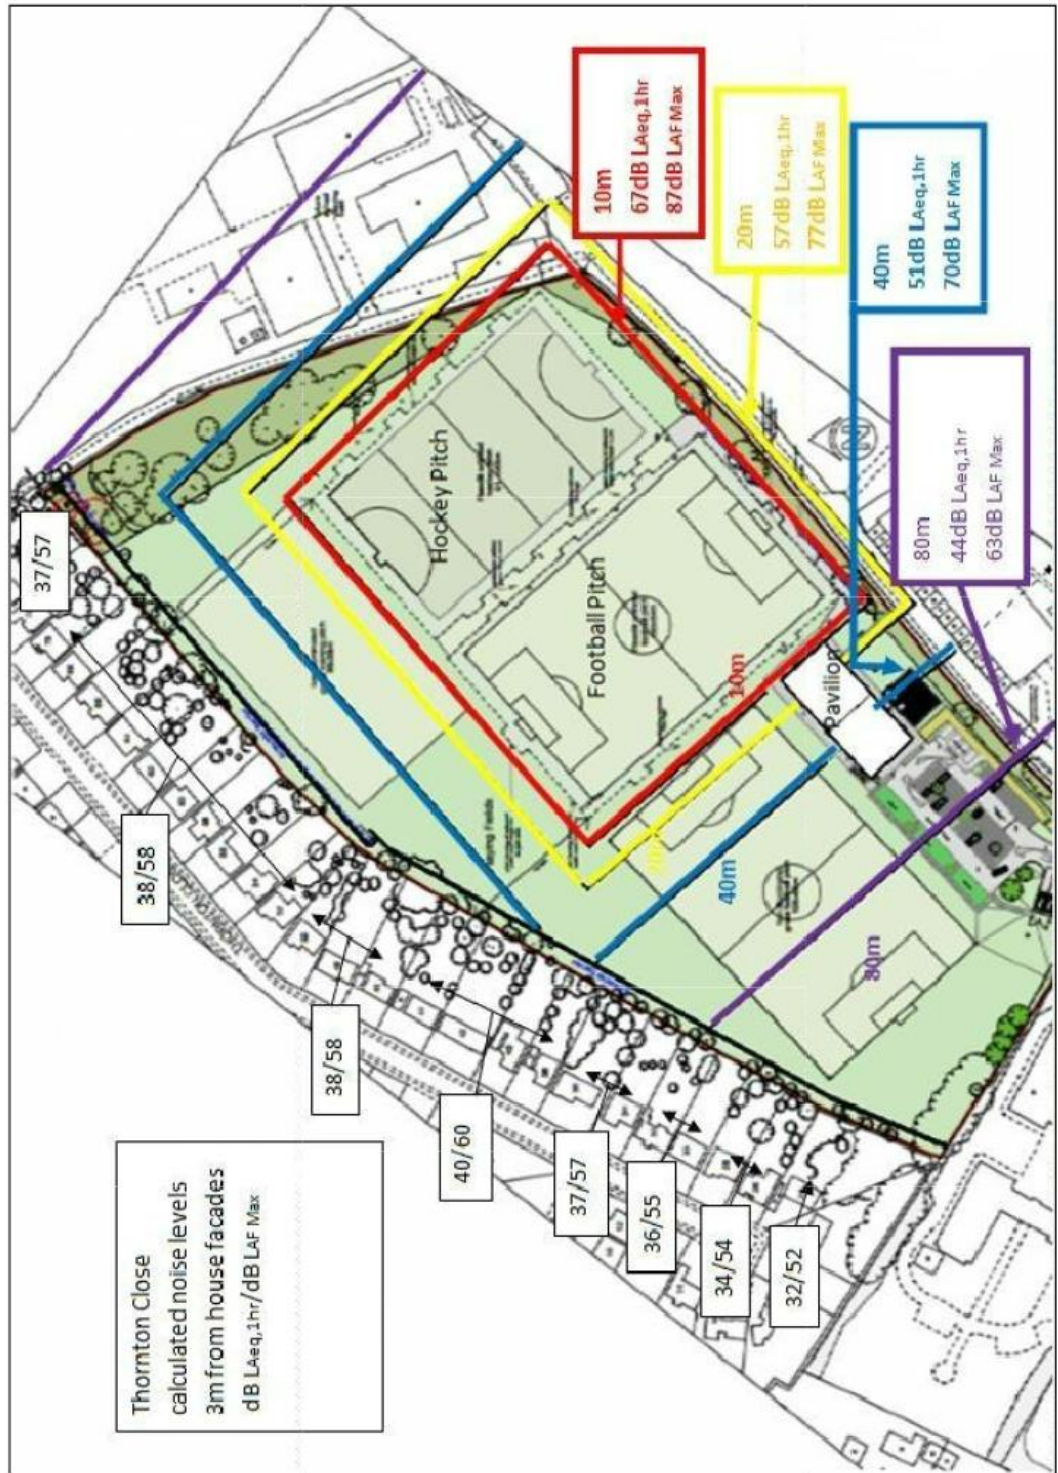 10m
67dB LAeq,1hr
87dB LAF Max
20m
57dB LAeq,1hr
77dB LAF Max
40m
51dB LAeq,1hr
70dB LAF Max
80m
44dB LAeq,1hr
63dB LAF Max
Hockey Pitch
Football Pitch
Pavilion
10m
40m
80m
Playing Fields
N
37/57
38/58
38/58
40/60
37/57
36/55
34/54
32/52
Thornton Close
calculated noise levels
3mfrom house facades
dB LAeq,1hr/dB LAF Max